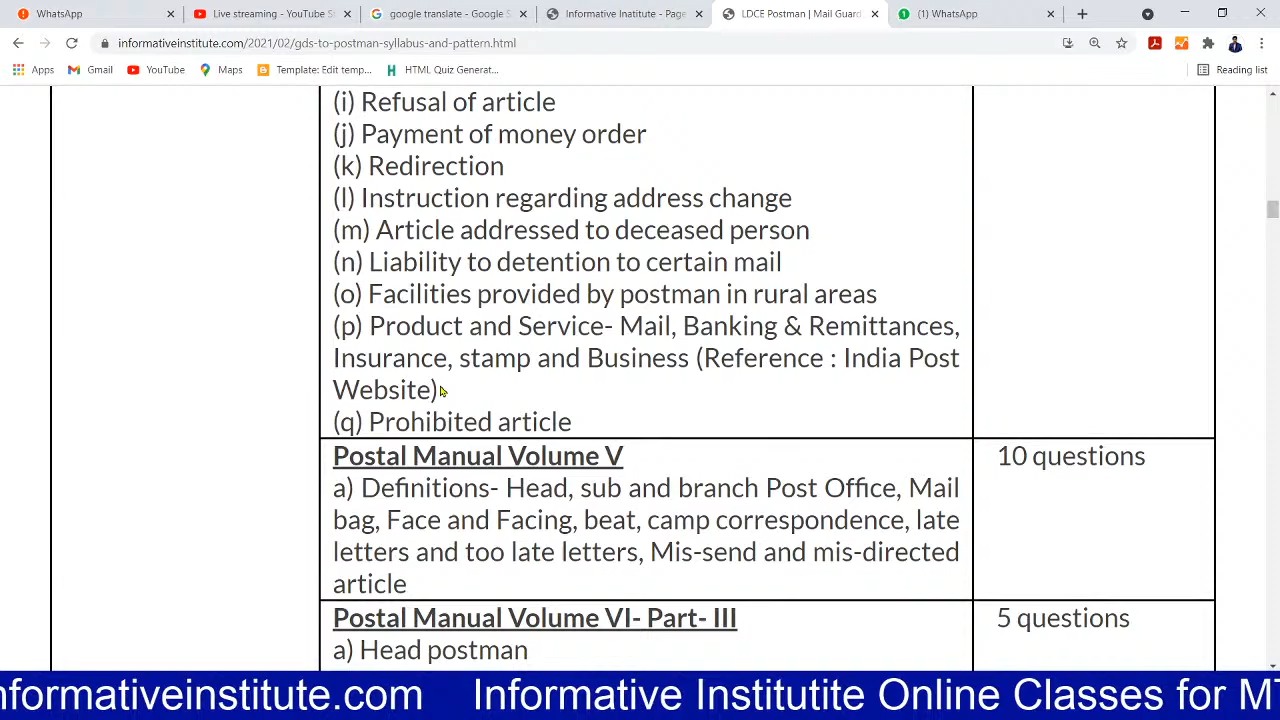 WhatsApp
Live streaming - YouTube S
google translate - Google S
Informative Institute - Page
LDCE Postman | Mail Guard
(1) WhatsApp
informativeinstitute.com/2021/02/gds-to-postman-syllabus-and-pattern.html
Apps
Gmail
YouTube
Maps
Template: Edit temp...
HTML Quiz Generat...
Reading list
(i) Refusal of article
(j) Payment of money order
(k) Redirection
(l) Instruction regarding address change
(m) Article addressed to deceased person
(n) Liability to detention to certain mail
(o) Facilities provided by postman in rural areas
(p) Product and Service- Mail, Banking & Remittances,
Insurance, stamp and Business (Reference : India Post
Website)
(q) Prohibited article
Postal Manual Volume V
10 questions
a) Definitions- Head, sub and branch Post Office, Mail
bag, Face and Facing, beat, camp correspondence, late
letters and too late letters, Mis-send and mis-directed
article
Postal Manual Volume VI- Part- III
5 questions
a) Head postman
nformativeinstitute.com Informative Institutite Online Classes for MT